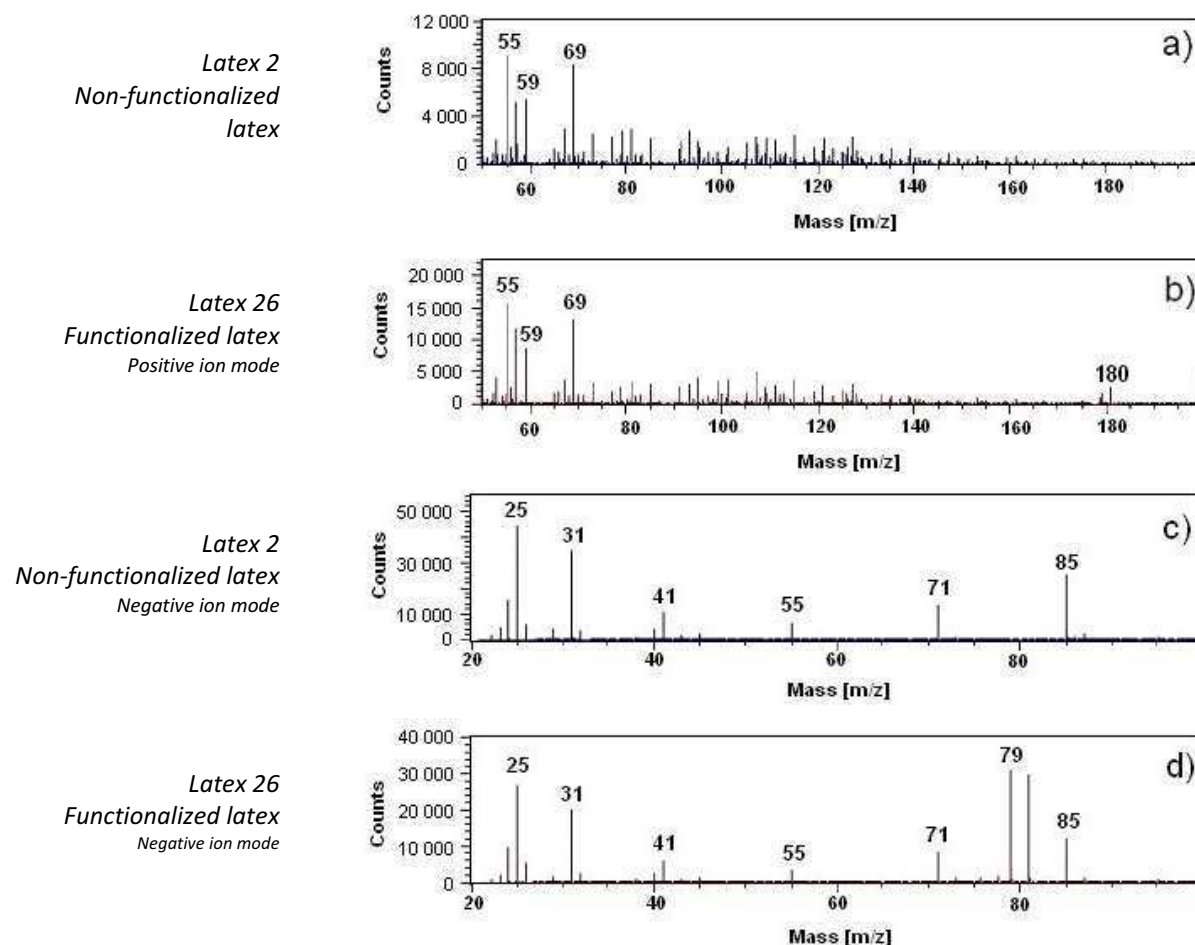 Latex 2
Non-functionalized
latex
12 000
8 000
4 000
0
Counts
55
59
69
a)
60
80
100
120
140
160
180
Mass [m/z]
Latex 26
Functionalized latex
Positive ion mode
20 000
15 000
10 000
5 000
0
Counts
55
59
69
180
b)
60
80
100
120
140
160
180
Mass [m/z]
Latex 2
Non-functionalized latex
Negative ion mode
50 000
30 000
10 000
0
Counts
25
31
41
55
71
85
c)
20
40
60
80
Mass [m/z]
Latex 26
Functionalized latex
Negative ion mode
40 000
30 000
20 000
10 000
0
Counts
25
31
41
55
71
79
85
d)
20
40
60
80
Mass [m/z]